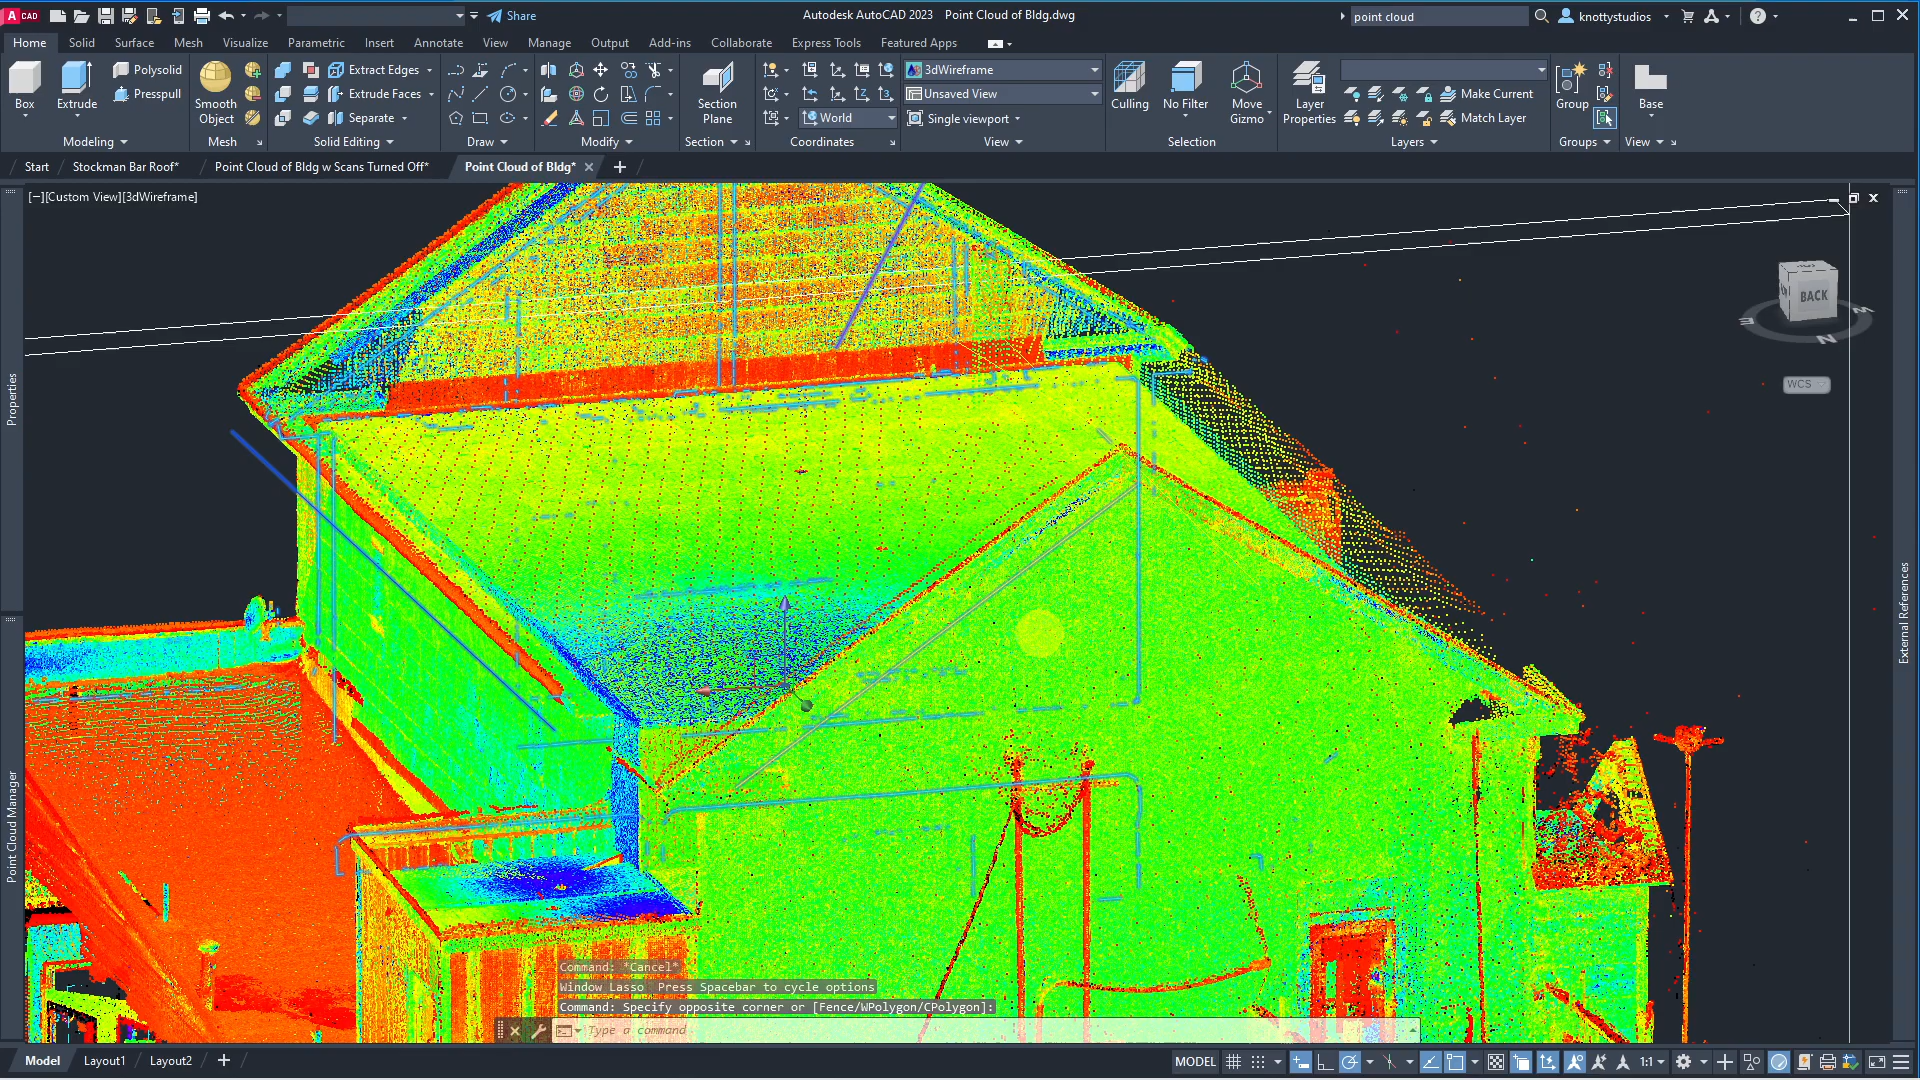 A CAD
Share
Autodesk AutoCAD 2023 Point Cloud of Bldg.dwg
point cloud
knottystudios
Home Solid Surface Mesh Visualize Parametric Insert Annotate View Manage Output Add-ins Collaborate Express Tools Featured Apps
Box
Extrude
Polysolid
Presspull
Modeling
Smooth
Object
Mesh
Extract Edges
Extrude Faces
Separate
Solid Editing
Draw
Modify
Section
Plane
Section
World
Coordinates
3dWireframe
Unsaved View
Single viewport
View
Culling
No Filter
Move
Gizmo
Selection
Layer
Properties
Make Current
Match Layer
Layers
Group
Groups
Base
View
Start Stockman Bar Roof* Point Cloud of Bldg w Scans Turned Off* Point Cloud of Bldg*
[−][Custom View][3dWireframe]
BACK
E
N
WCS
Properties
Point Cloud Manager
External References
Command: *Cancel*
Window Lasso Press Spacebar to cycle options
Command: Specify opposite corner or [Fence/WPolygon/CPolygon]:
Type a command
Model Layout1 Layout2
MODEL
1:1